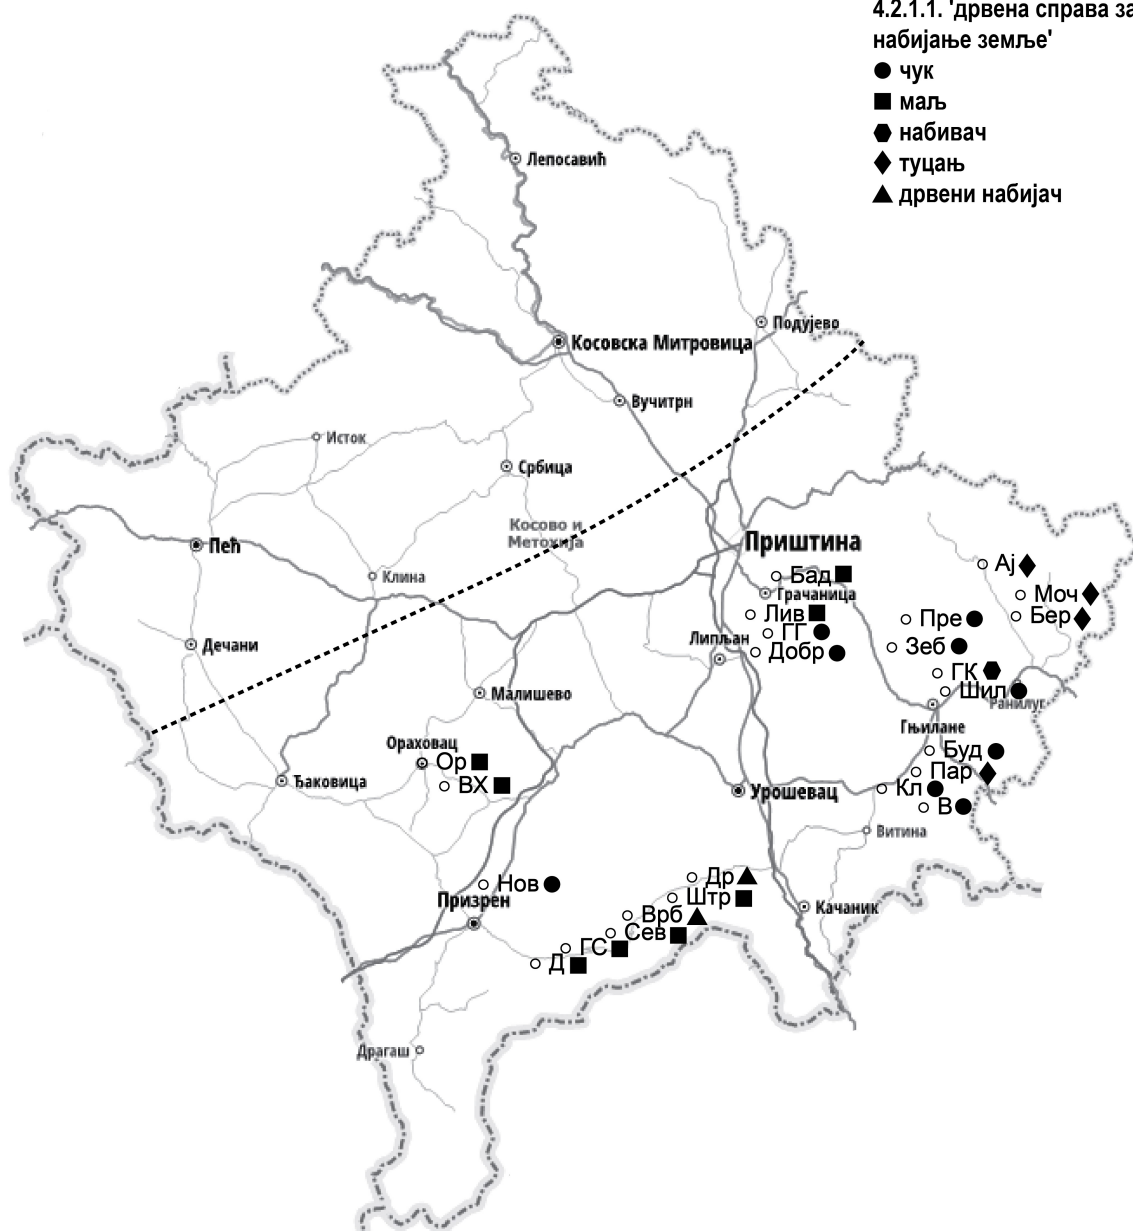 4.2.1.1. 'дрвена справа за
набијање земље'
чук
маљ
набивач
туцањ
дрвени набијач
Лепосавић
Подујево
Косовска Митровица
Вучитрн
Исток
Србица
Косово и
Метохија
Приштина
Пећ
Клина
Ај
Бад
Грачаница
Моч
Лив
Бер
Пре
ГГ
Липљан
Дечани
Зеб
Добр
ГК
Шил
Малишево
Ранилуг
Гњилане
Ораховац
Буд
Ор
Пар
Ђаковица
ВХ
Кл
Урошевац
В
Витина
Др
Нов
Призрен
Штр
Качаник
Врб
Сев
ГС
Д
Драгаш